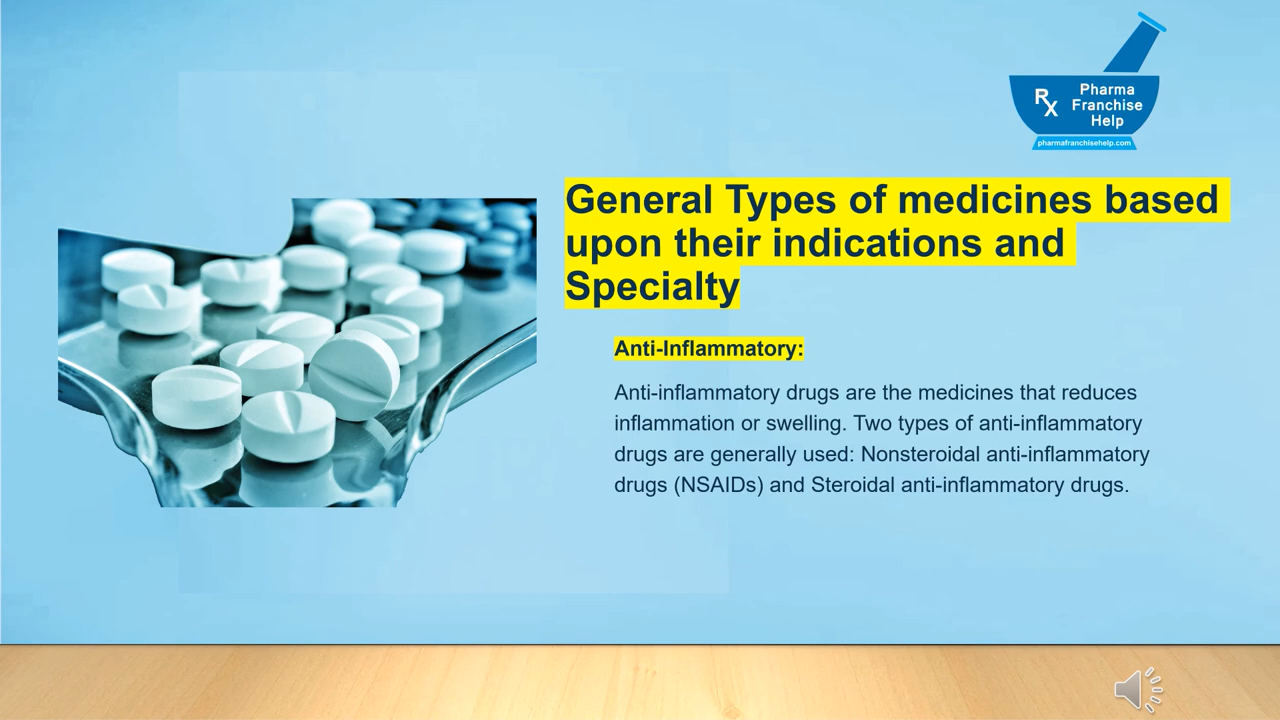 Rx Pharma
Franchise
Help
pharmafranchisehelp.com
General Types of medicines based
upon their indications and
Specialty
Anti-Inflammatory:
Anti-inflammatory drugs are the medicines that reduces
inflammation or swelling. Two types of anti-inflammatory
drugs are generally used: Nonsteroidal anti-inflammatory
drugs (NSAIDs) and Steroidal anti-inflammatory drugs.